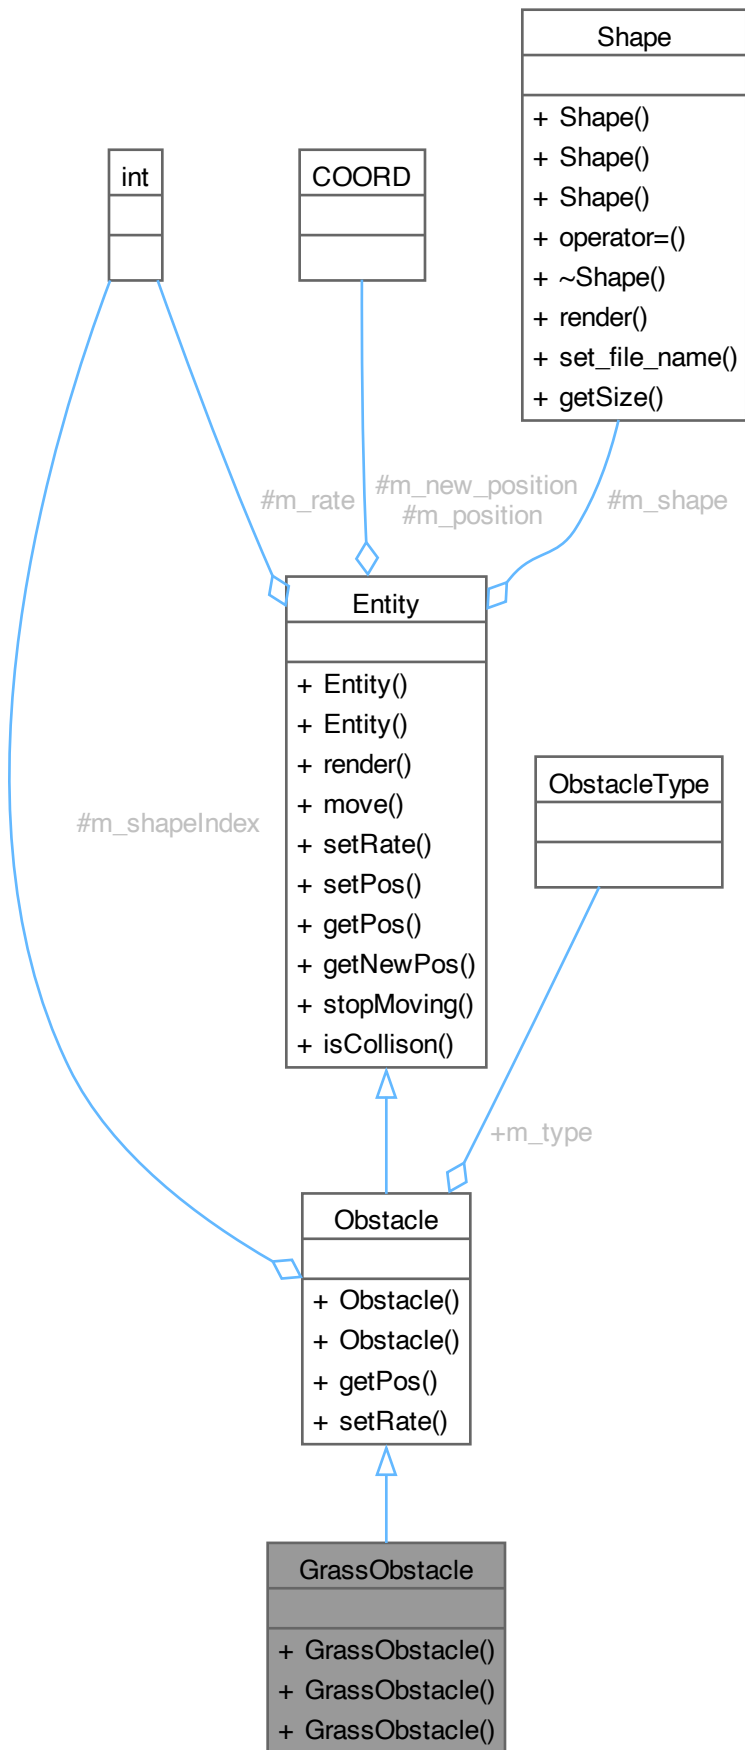 Shape
+ Shape()
+ Shape()
+ Shape()
+ operator=()
+ ~Shape()
+ render()
+ set_file_name()
+ getSize()
int
COORD
#m_rate
#m_new_position
#m_position
#m_shape
Entity
+ Entity()
+ Entity()
+ render()
+ move()
+ setRate()
+ setPos()
+ getPos()
+ getNewPos()
+ stopMoving()
+ isCollison()
ObstacleType
#m_shapeIndex
+m_type
Obstacle
+ Obstacle()
+ Obstacle()
+ getPos()
+ setRate()
GrassObstacle
+ GrassObstacle()
+ GrassObstacle()
+ GrassObstacle()